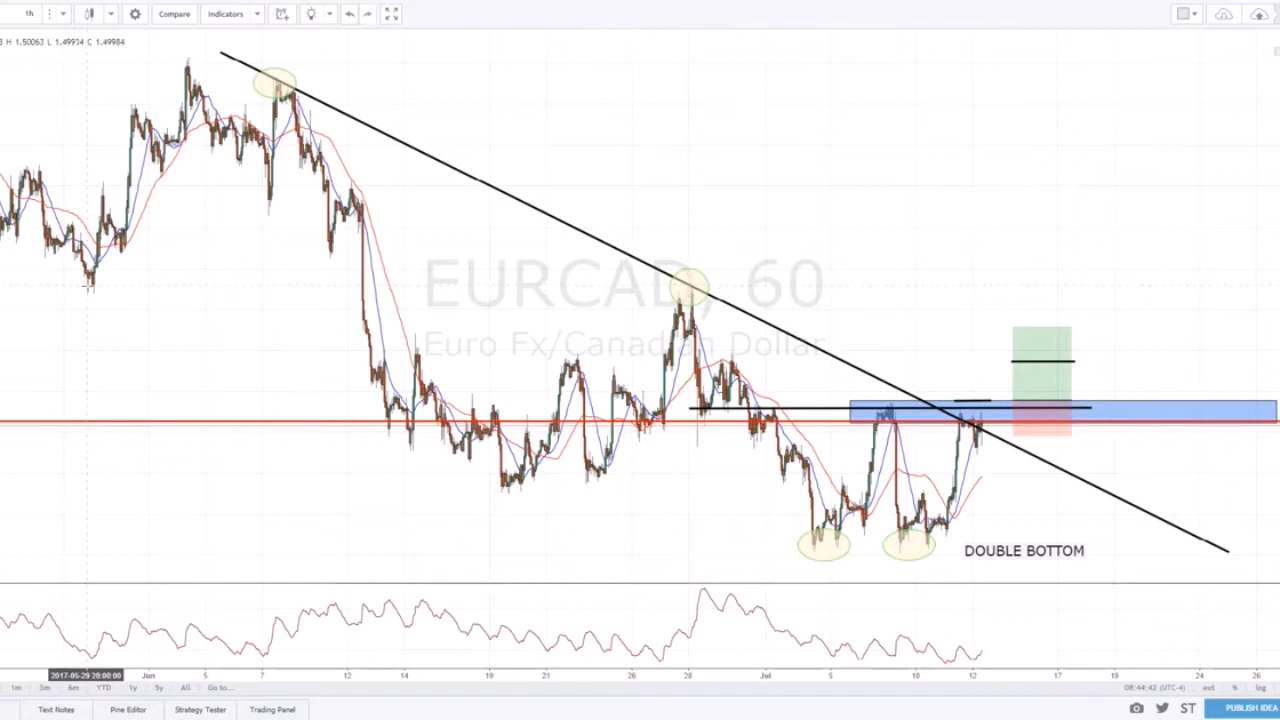 1h Compare Indicators
3 H 1.50063 L 1.49934 C 1.49984
EURCAD, 60
Euro Fx/Canadian Dollar
DOUBLE BOTTOM
2017-05-29 20:00:00 Jun 5 7 12 14 19 21 26 28 Jul 5 10 12 17 19 24 26
1m 3m 6m YTD 1y 5y All Go to... 08:44:42 (UTC-4) ext % log
Text Notes Pine Editor Strategy Tester Trading Panel ST PUBLISH IDEA